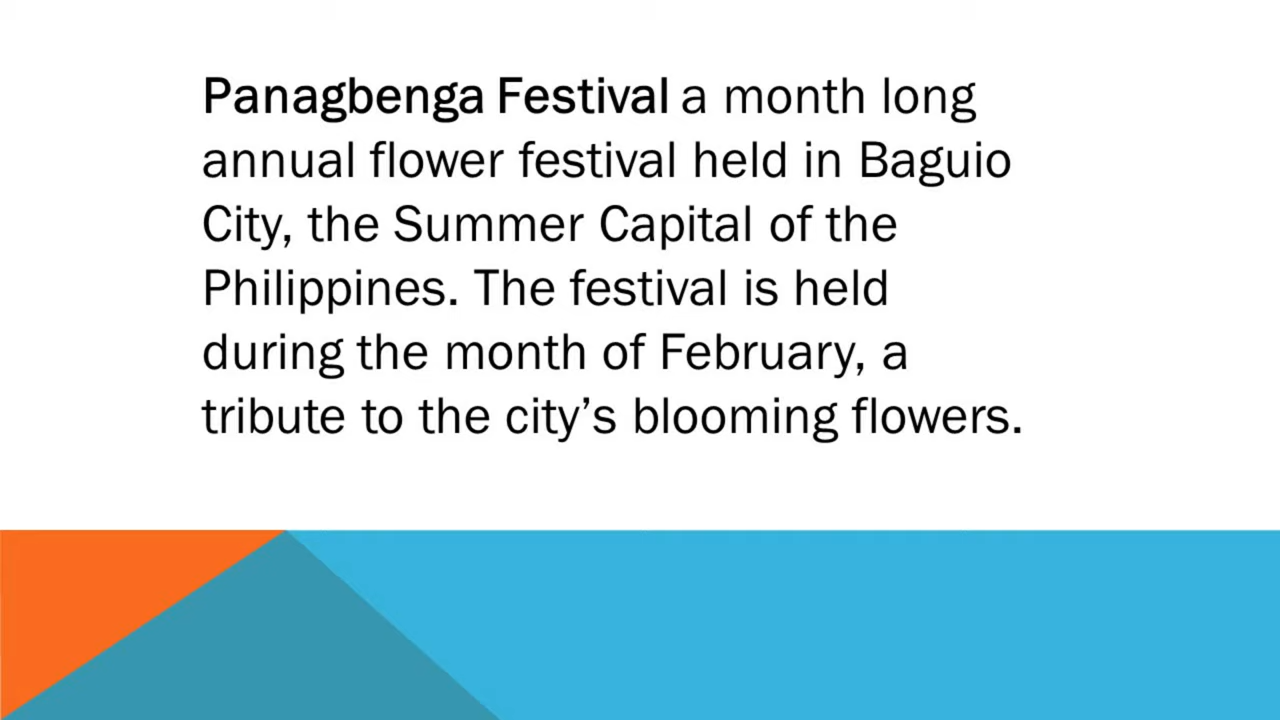 Panagbenga Festival a month long
annual flower festival held in Baguio
City, the Summer Capital of the
Philippines. The festival is held
during the month of February, a
tribute to the city’s blooming flowers.